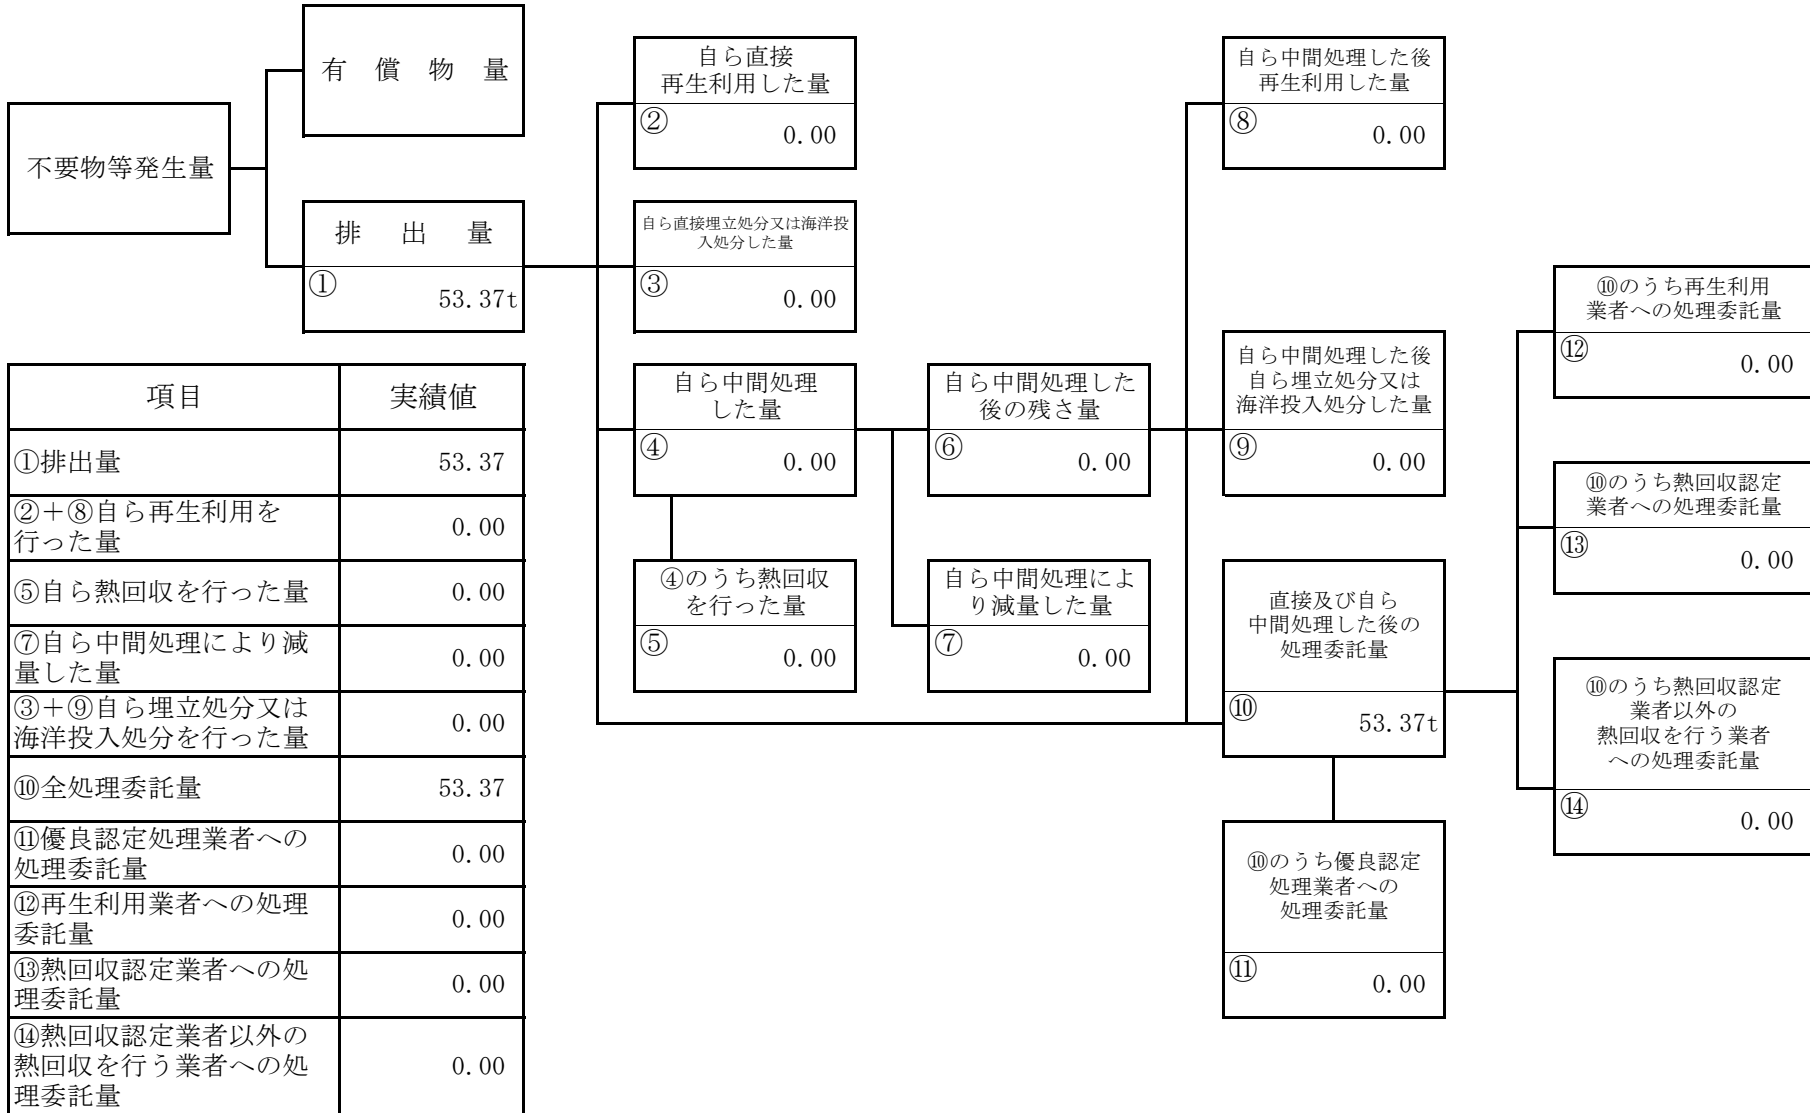 有償物量
不要物等発生量
排出量
①
53.37t
自ら直接
再生利用した量
②
0.00
自ら直接埋立処分又は海洋投
入処分した量
③
0.00
自ら中間処理
した量
④
0.00
④のうち熱回収
を行った量
⑤
0.00
自ら中間処理した
後の残さ量
⑥
0.00
自ら中間処理によ
り減量した量
⑦
0.00
自ら中間処理した後
再生利用した量
⑧
0.00
自ら中間処理した後
自ら埋立処分又は
海洋投入処分した量
⑨
0.00
直接及び自ら
中間処理した後の
処理委託量
⑩
53.37t
⑩のうち優良認定
処理業者への
処理委託量
⑪
0.00
⑩のうち再生利用
業者への処理委託量
⑫
0.00
⑩のうち熱回収認定
業者への処理委託量
⑬
0.00
⑩のうち熱回収認定
業者以外の
熱回収を行う業者
への処理委託量
⑭
0.00
項目 実績値
①排出量 53.37
②+⑧自ら再生利用を
行った量 0.00
⑤自ら熱回収を行った量 0.00
⑦自ら中間処理により減
量した量 0.00
③+⑨自ら埋立処分又は
海洋投入処分を行った量 0.00
⑩全処理委託量 53.37
⑪優良認定処理業者への
処理委託量 0.00
⑫再生利用業者への処理
委託量 0.00
⑬熱回収認定業者への処
理委託量 0.00
⑭熱回収認定業者以外の
熱回収を行う業者への処
理委託量 0.00